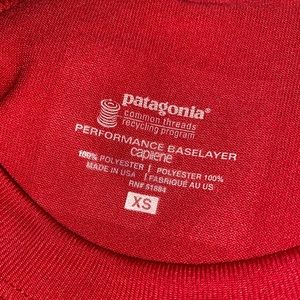 patagonia®
common threads
recycling program
PERFORMANCE BASELAYER
capilene
100% POLYESTER | POLYESTER 100%
MADE IN USA | FABRIQUÉ AU US
RN# 51884
XS